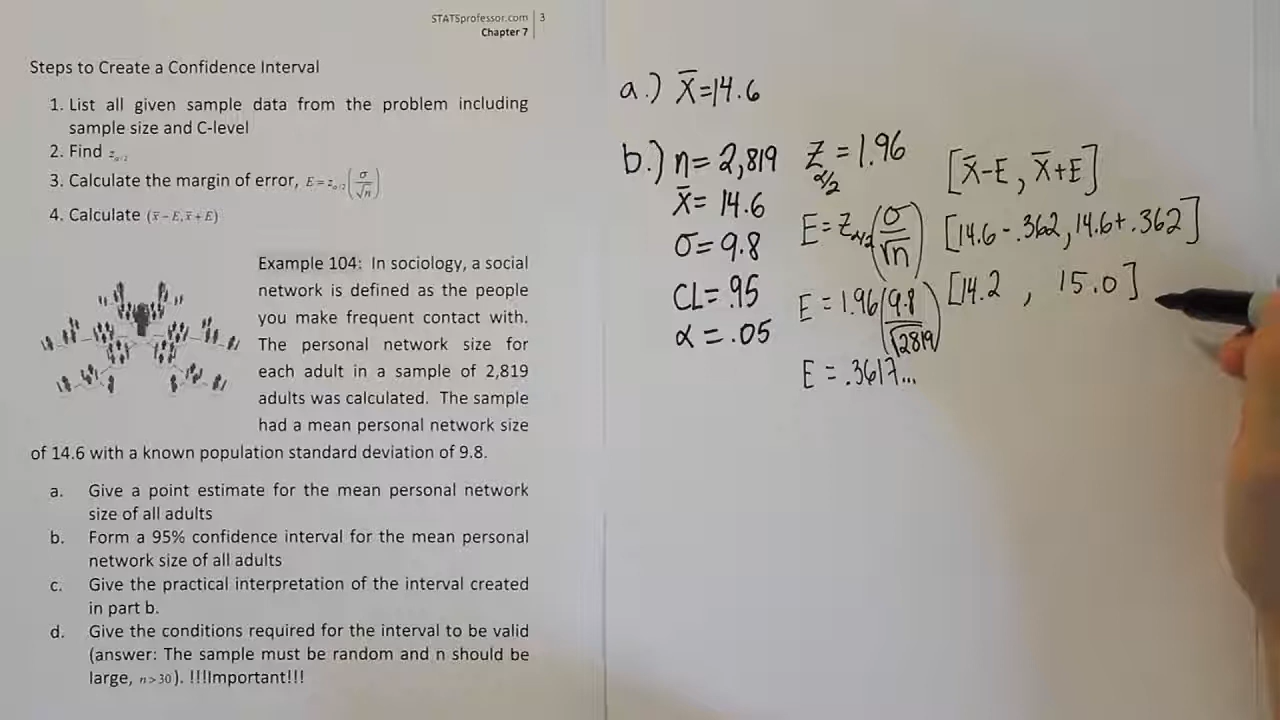 STATSprofessor.com 3
Chapter 7
Steps to Create a Confidence Interval
1. List all given sample data from the problem including
sample size and C-level
2. Find z_{α/2}
3. Calculate the margin of error, E = z_{α/2}(σ/√n)
4. Calculate (x̄ − E, x̄ + E)
Example 104: In sociology, a social
network is defined as the people
you make frequent contact with.
The personal network size for
each adult in a sample of 2,819
adults was calculated. The sample
had a mean personal network size
of 14.6 with a known population standard deviation of 9.8.
a. Give a point estimate for the mean personal network
size of all adults
b. Form a 95% confidence interval for the mean personal
network size of all adults
c. Give the practical interpretation of the interval created
in part b.
d. Give the conditions required for the interval to be valid
(answer: The sample must be random and n should be
large, n > 30). !!!Important!!!
a.) x̄=14.6
b.) n= 2,819
x̄= 14.6
σ= 9.8
CL= .95
α = .05
Z_{α/2} = 1.96
E= Z_{α/2}(σ/√n)
E = 1.96(9.8/√2819)
E = .3617...
[x̄-E, x̄+E]
[14.6-.362, 14.6+.362]
[14.2 , 15.0]